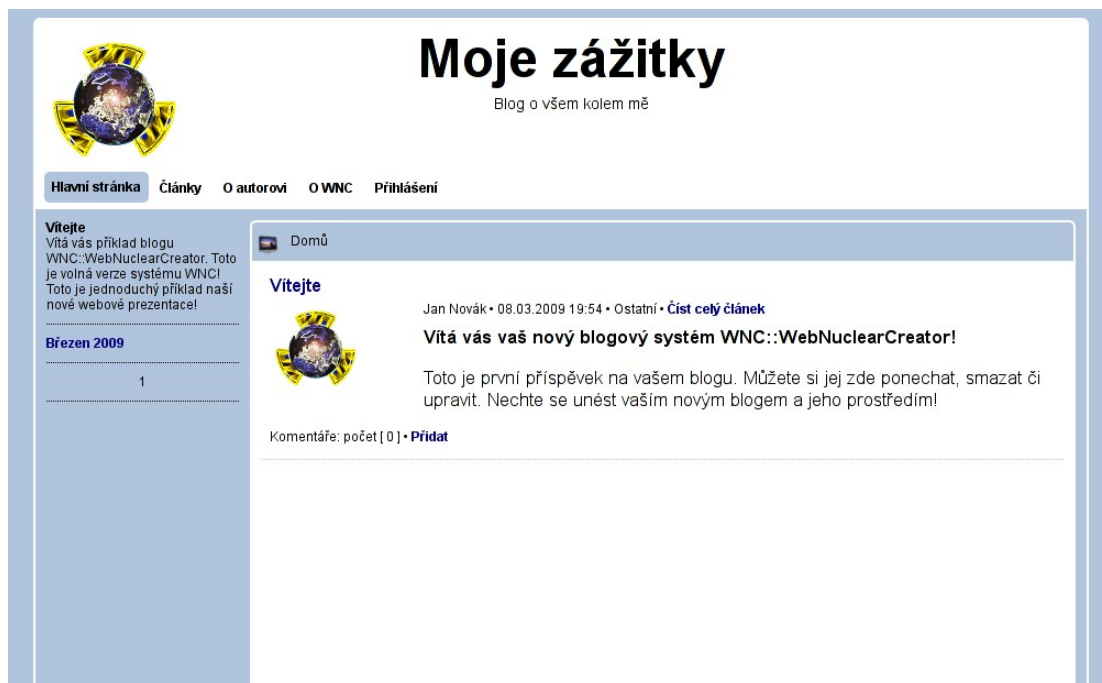 Moje zážitky
Blog o všem kolem mě
Hlavní stránka Články O autorovi O WNC Přihlášení
Vítejte
Vítá vás příklad blogu
WNC::WebNuclearCreator. Toto
je volná verze systému WNC!
Toto je jednoduchý příklad naší
nové webové prezentace!
Březen 2009
1
Domů
Vítejte
Jan Novák • 08.03.2009 19:54 • Ostatní • Číst celý článek
Vítá vás vaš nový blogový systém WNC::WebNuclearCreator!
Toto je první příspěvek na vašem blogu. Můžete si jej zde ponechat, smazat či
upravit. Nechte se unést vaším novým blogem a jeho prostředím!
Komentáře: počet [ 0 ] • Přidat